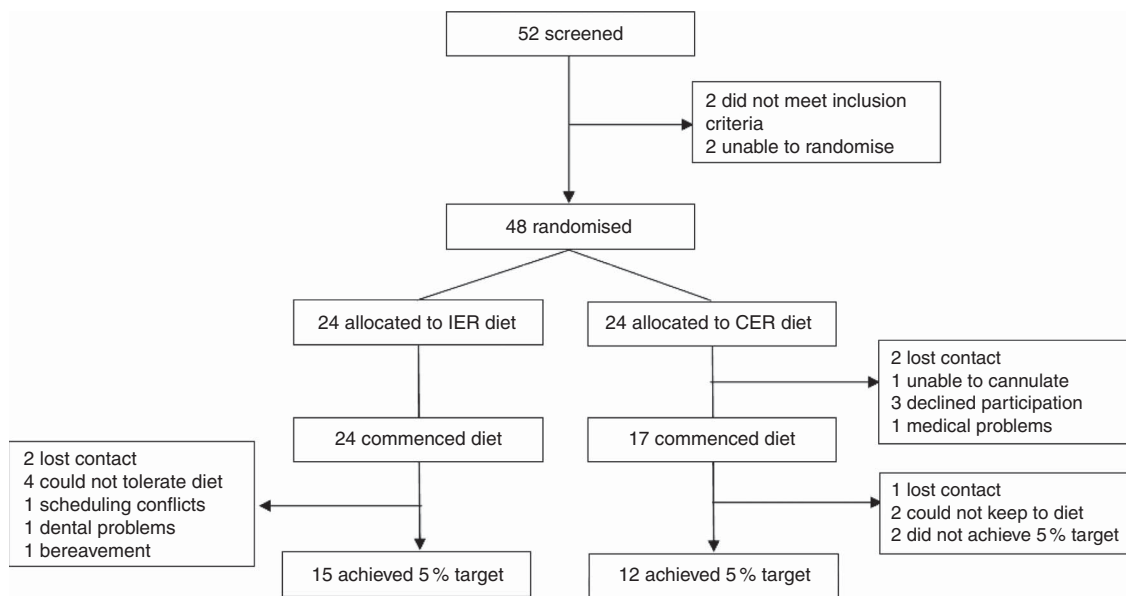 52 screened
2 did not meet inclusion
criteria
2 unable to randomise
48 randomised
24 allocated to IER diet
24 allocated to CER diet
2 lost contact
1 unable to cannulate
3 declined participation
1 medical problems
24 commenced diet
17 commenced diet
2 lost contact
4 could not tolerate diet
1 scheduling conflicts
1 dental problems
1 bereavement
1 lost contact
2 could not keep to diet
2 did not achieve 5 % target
15 achieved 5 % target
12 achieved 5 % target